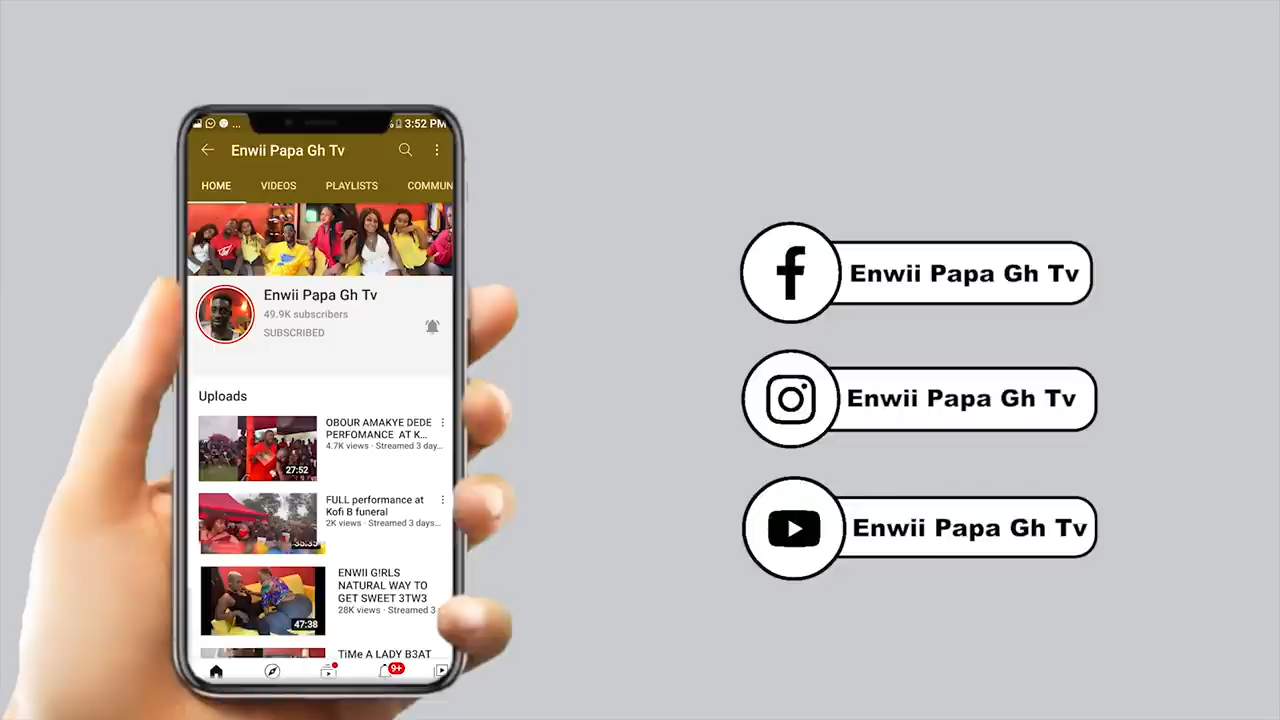 ... 3:52 PM
Enwii Papa Gh Tv
HOME VIDEOS PLAYLISTS COMMUN
Enwii Papa Gh Tv
49.9K subscribers
SUBSCRIBED
Uploads
OBOUR AMAKYE DEDE
PERFOMANCE AT K...
4.7K views · Streamed 3 day...
27:52
FULL performance at
Kofi B funeral
2K views · Streamed 3 days...
35:35
ENWII G!RLS
NATURAL WAY TO
GET SWEET 3TW3
28K views · Streamed 3
47:38
TiMe A LADY B3AT
9+
Enwii Papa Gh Tv
Enwii Papa Gh Tv
Enwii Papa Gh Tv